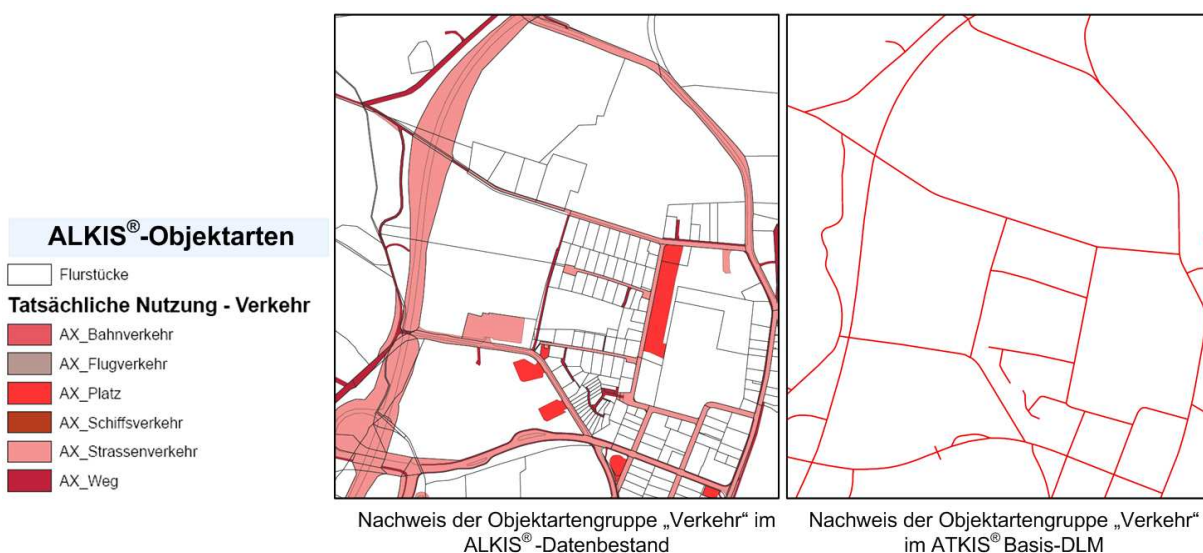 ALKIS®-Objektarten
Flurstücke
Tatsächliche Nutzung - Verkehr
AX_Bahnverkehr
AX_Flugverkehr
AX_Platz
AX_Schiffsverkehr
AX_Strassenverkehr
AX_Weg
Nachweis der Objektartengruppe „Verkehr“ im
ALKIS® -Datenbestand
Nachweis der Objektartengruppe „Verkehr“
im ATKIS® Basis-DLM